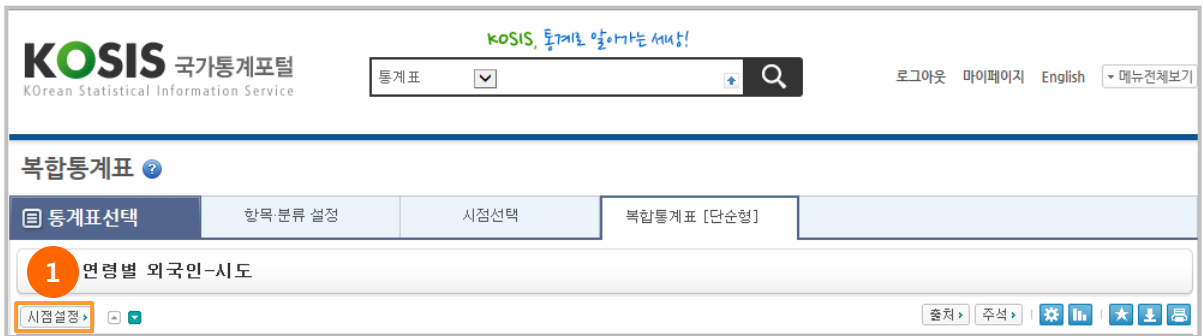 KOSIS, 통계로 알아가는 세상!
KOSIS 국가통계포털
KOrean Statistical Information Service
통계표
로그아웃 마이페이지 English 메뉴전체보기
복합통계표 ?
통계표선택 항목·분류 설정 시점선택 복합통계표 [단순형]
1 연령별 외국인-시도
시점설정 출처 주석